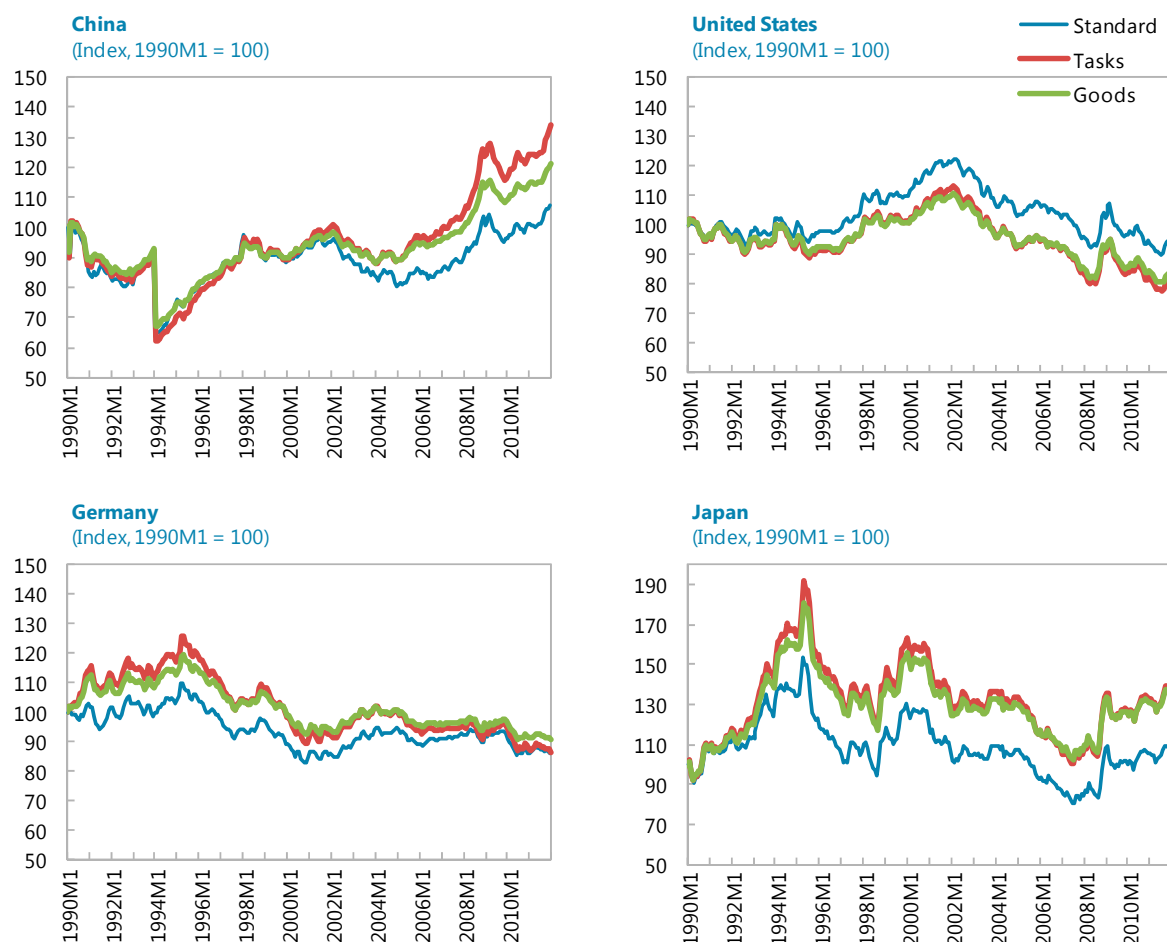 China
(Index, 1990M1 = 100)
150
140
130
120
110
100
90
80
70
60
50
1990M1
1992M1
1994M1
1996M1
1998M1
2000M1
2002M1
2004M1
2006M1
2008M1
2010M1
United States
(Index, 1990M1 = 100)
Standard
Tasks
Goods
150
140
130
120
110
100
90
80
70
60
50
1990M1
1992M1
1994M1
1996M1
1998M1
2000M1
2002M1
2004M1
2006M1
2008M1
2010M1
Germany
(Index, 1990M1 = 100)
150
140
130
120
110
100
90
80
70
60
50
1990M1
1992M1
1994M1
1996M1
1998M1
2000M1
2002M1
2004M1
2006M1
2008M1
2010M1
Japan
(Index, 1990M1 = 100)
190
170
150
130
110
90
70
50
1990M1
1992M1
1994M1
1996M1
1998M1
2000M1
2002M1
2004M1
2006M1
2008M1
2010M1